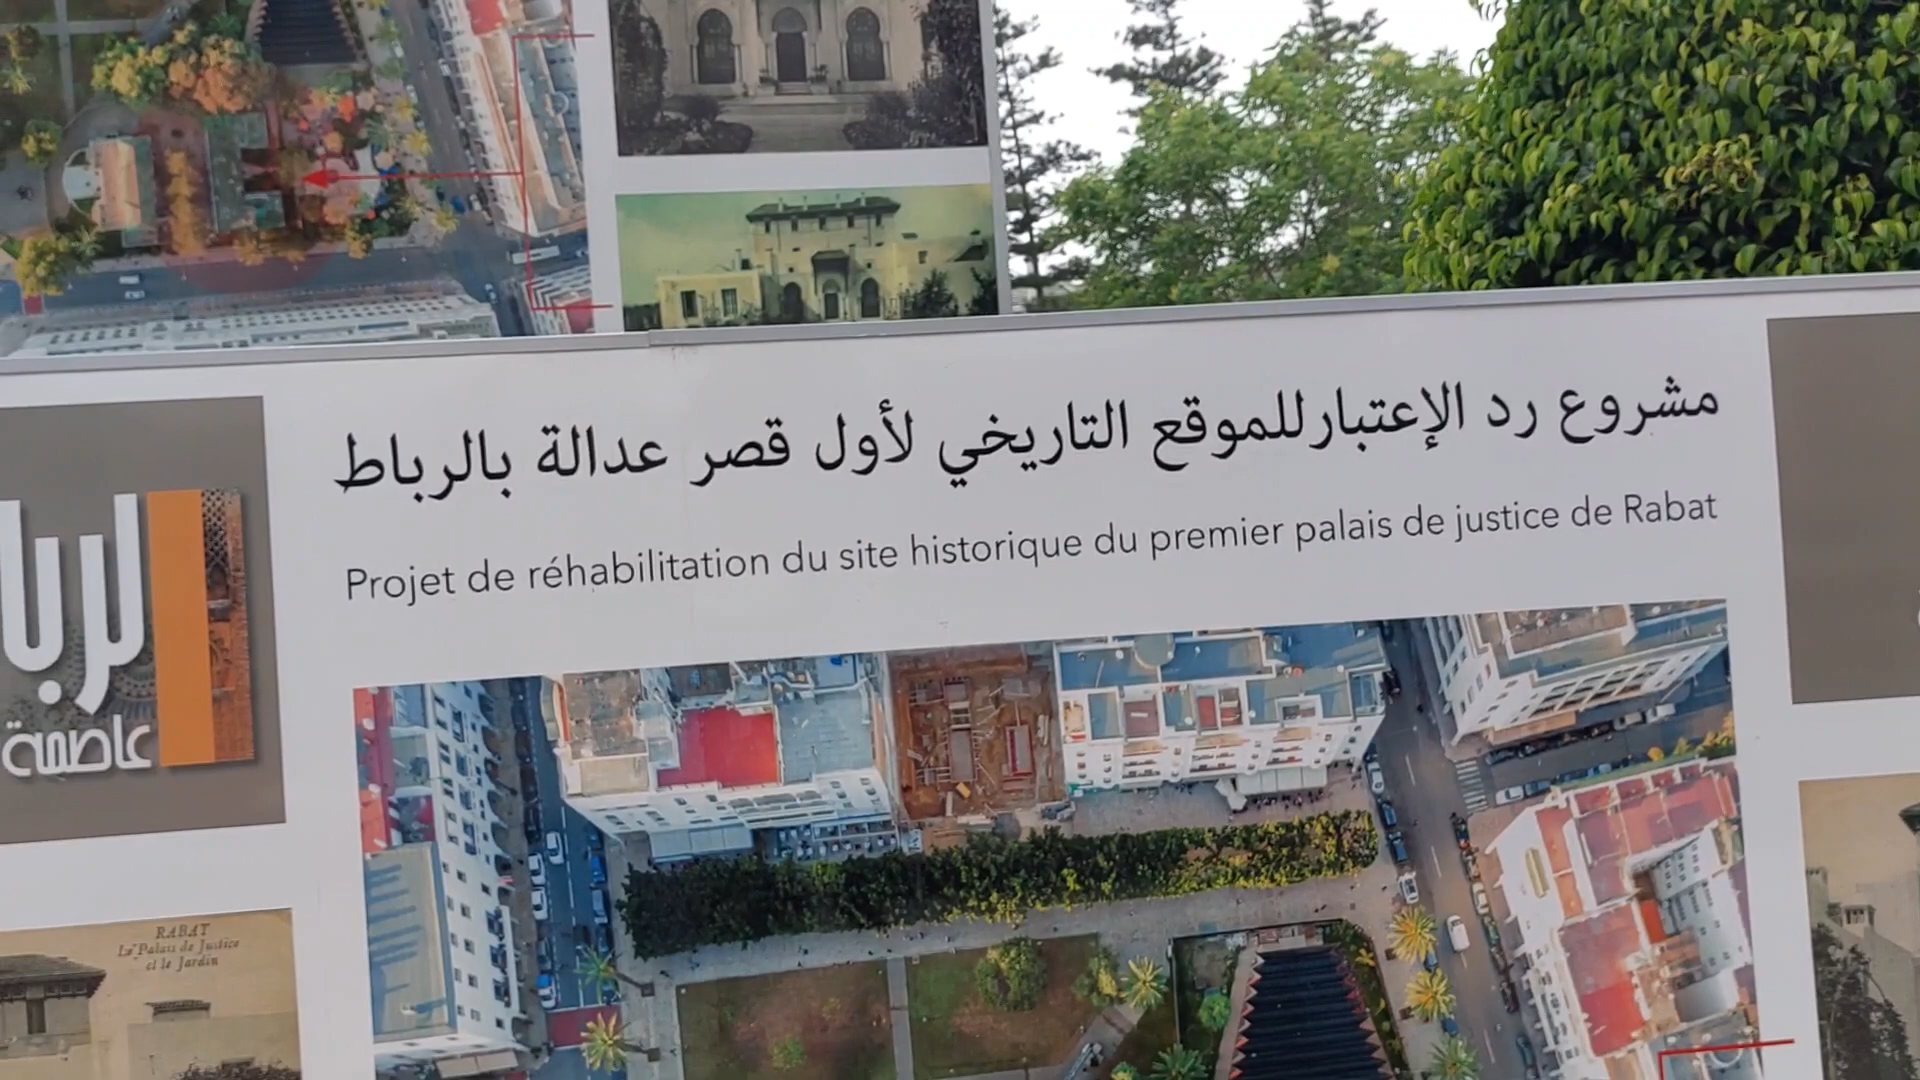 مشروع رد الإعتبارللموقع التاريخي لأول قصر عدالة بالرباط
Projet de réhabilitation du site historique du premier palais de justice de Rabat
عاصمة
RABAT
Le Palais de Justice
et le Jardin